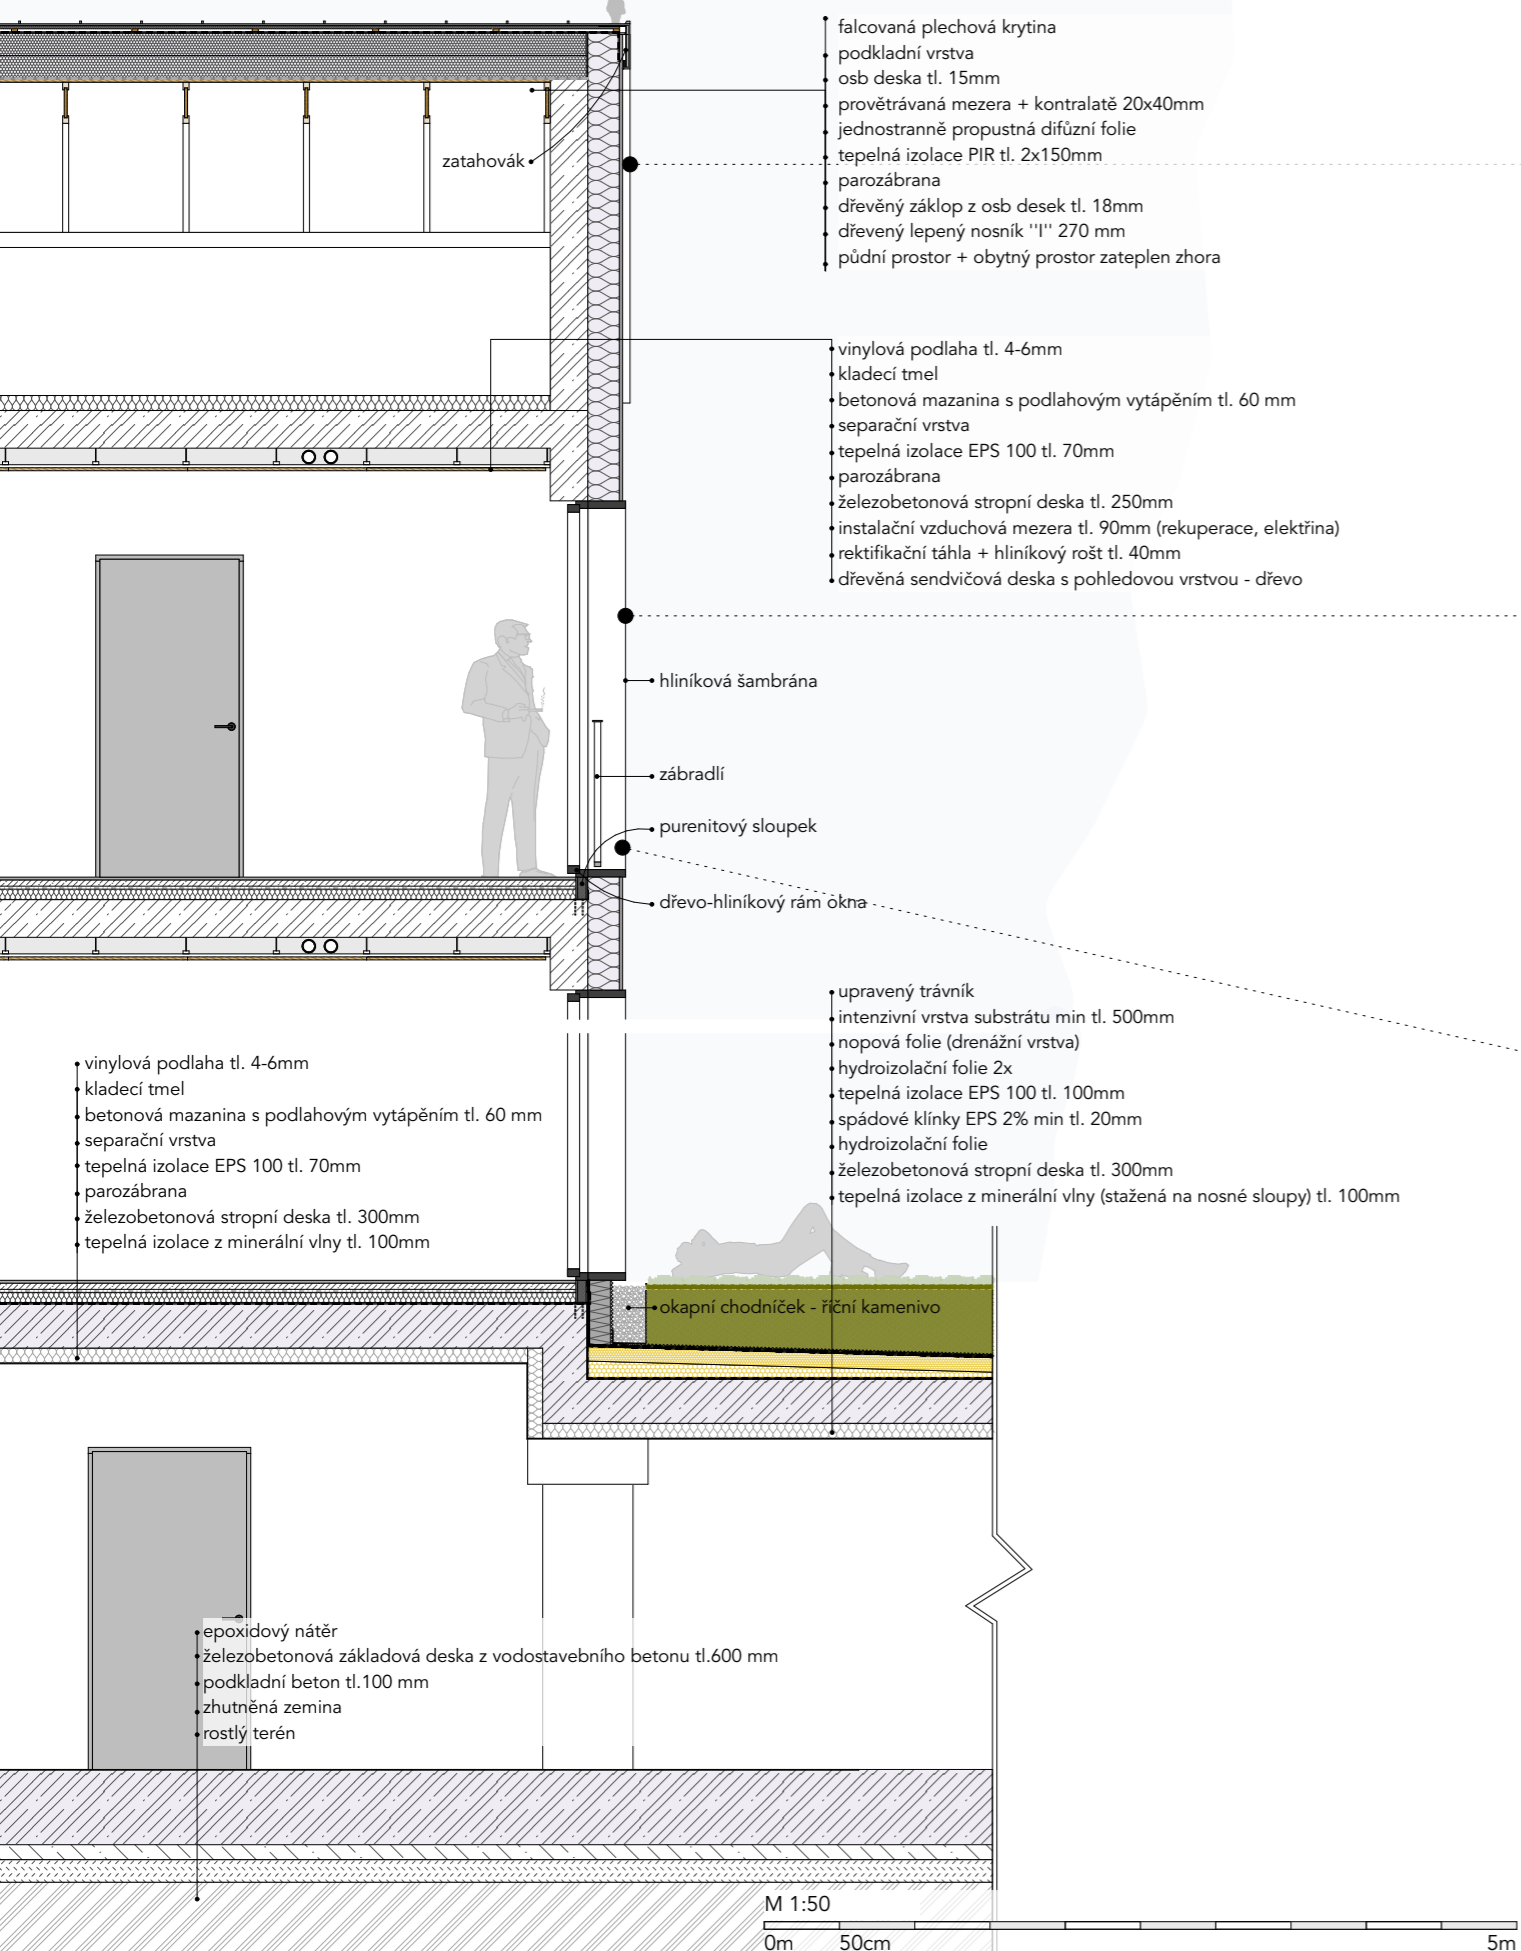 falcovaná plechová krytina
podkladní vrstva
osb deska tl. 15mm
provětrávaná mezera + kontralatě 20x40mm
jednostranně propustná difůzní folie
tepelná izolace PIR tl. 2x150mm
parozábrana
dřevěný záklop z osb desek tl. 18mm
dřevený lepený nosník ''I'' 270 mm
půdní prostor + obytný prostor zateplen zhora
zatahovák
vinylová podlaha tl. 4-6mm
kladecí tmel
betonová mazanina s podlahovým vytápěním tl. 60 mm
separační vrstva
tepelná izolace EPS 100 tl. 70mm
parozábrana
železobetonová stropní deska tl. 250mm
instalační vzduchová mezera tl. 90mm (rekuperace, elektřina)
rektifikační táhla + hliníkový rošt tl. 40mm
dřevěná sendvičová deska s pohledovou vrstvou - dřevo
hliníková šambrána
zábradlí
purenitový sloupek
dřevo-hliníkový rám okna
upravený trávník
intenzivní vrstva substrátu min tl. 500mm
nopová folie (drenážní vrstva)
hydroizolační folie 2x
tepelná izolace EPS 100 tl. 100mm
spádové klínky EPS 2% min tl. 20mm
hydroizolační folie
železobetonová stropní deska tl. 300mm
tepelná izolace z minerální vlny (stažená na nosné sloupy) tl. 100mm
vinylová podlaha tl. 4-6mm
kladecí tmel
betonová mazanina s podlahovým vytápěním tl. 60 mm
separační vrstva
tepelná izolace EPS 100 tl. 70mm
parozábrana
železobetonová stropní deska tl. 300mm
tepelná izolace z minerální vlny tl. 100mm
okapní chodníček - říční kamenivo
epoxidový nátěr
železobetonová základová deska z vodostavebního betonu tl.600 mm
podkladní beton tl.100 mm
zhutněná zemina
rostlý terén
M 1:50
0m 50cm 5m